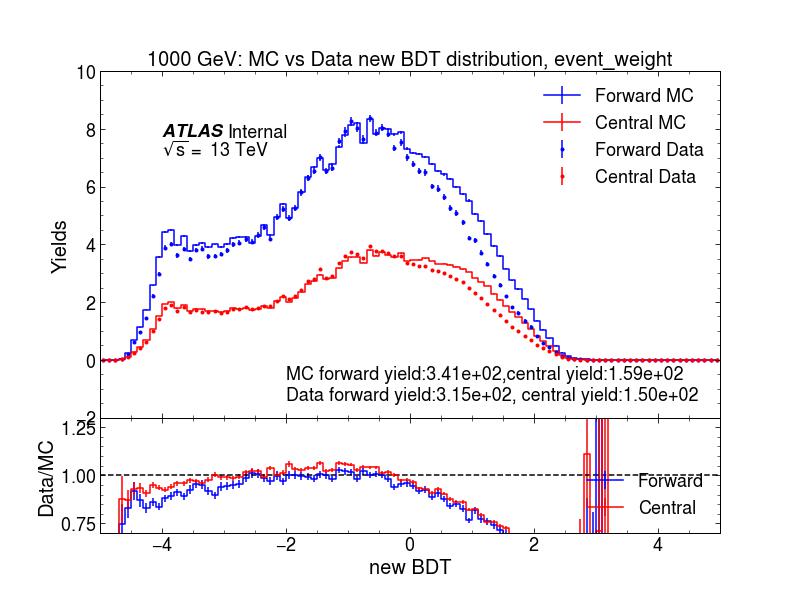 1000 GeV: MC vs Data new BDT distribution, event_weight
10
8
6
4
2
0
−2
Yields
ATLAS Internal
√s = 13 TeV
Forward MC
Central MC
Forward Data
Central Data
MC forward yield:3.41e+02,central yield:1.59e+02
Data forward yield:3.15e+02, central yield:1.50e+02
1.25
1.00
0.75
Data/MC
Forward
Central
−4 −2 0 2 4
new BDT